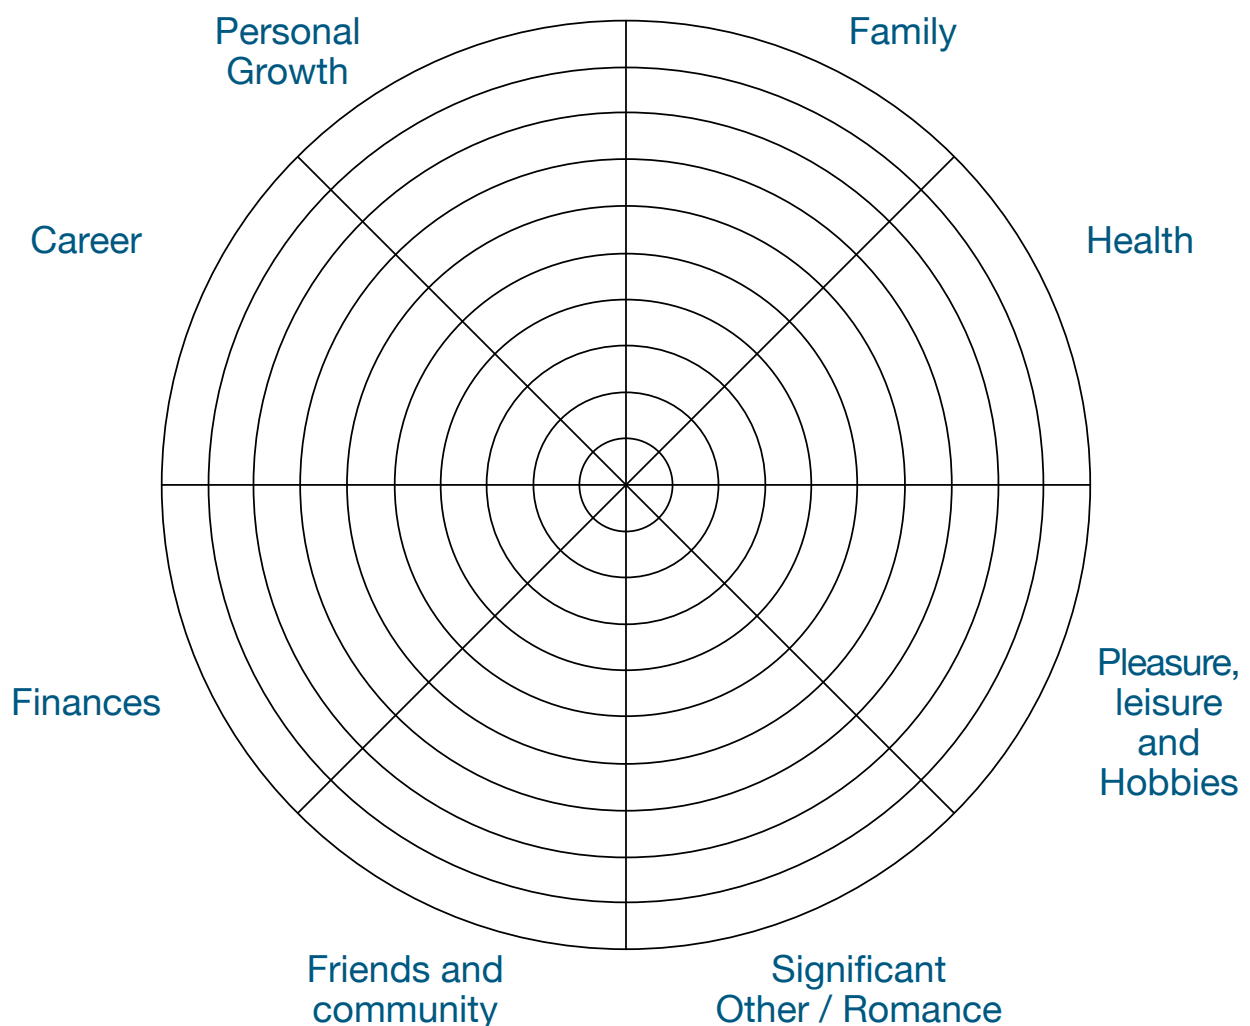 Personal
Growth
Family
Career
Health
Finances
Pleasure,
leisure
and
Hobbies
Friends and
community
Significant
Other / Romance